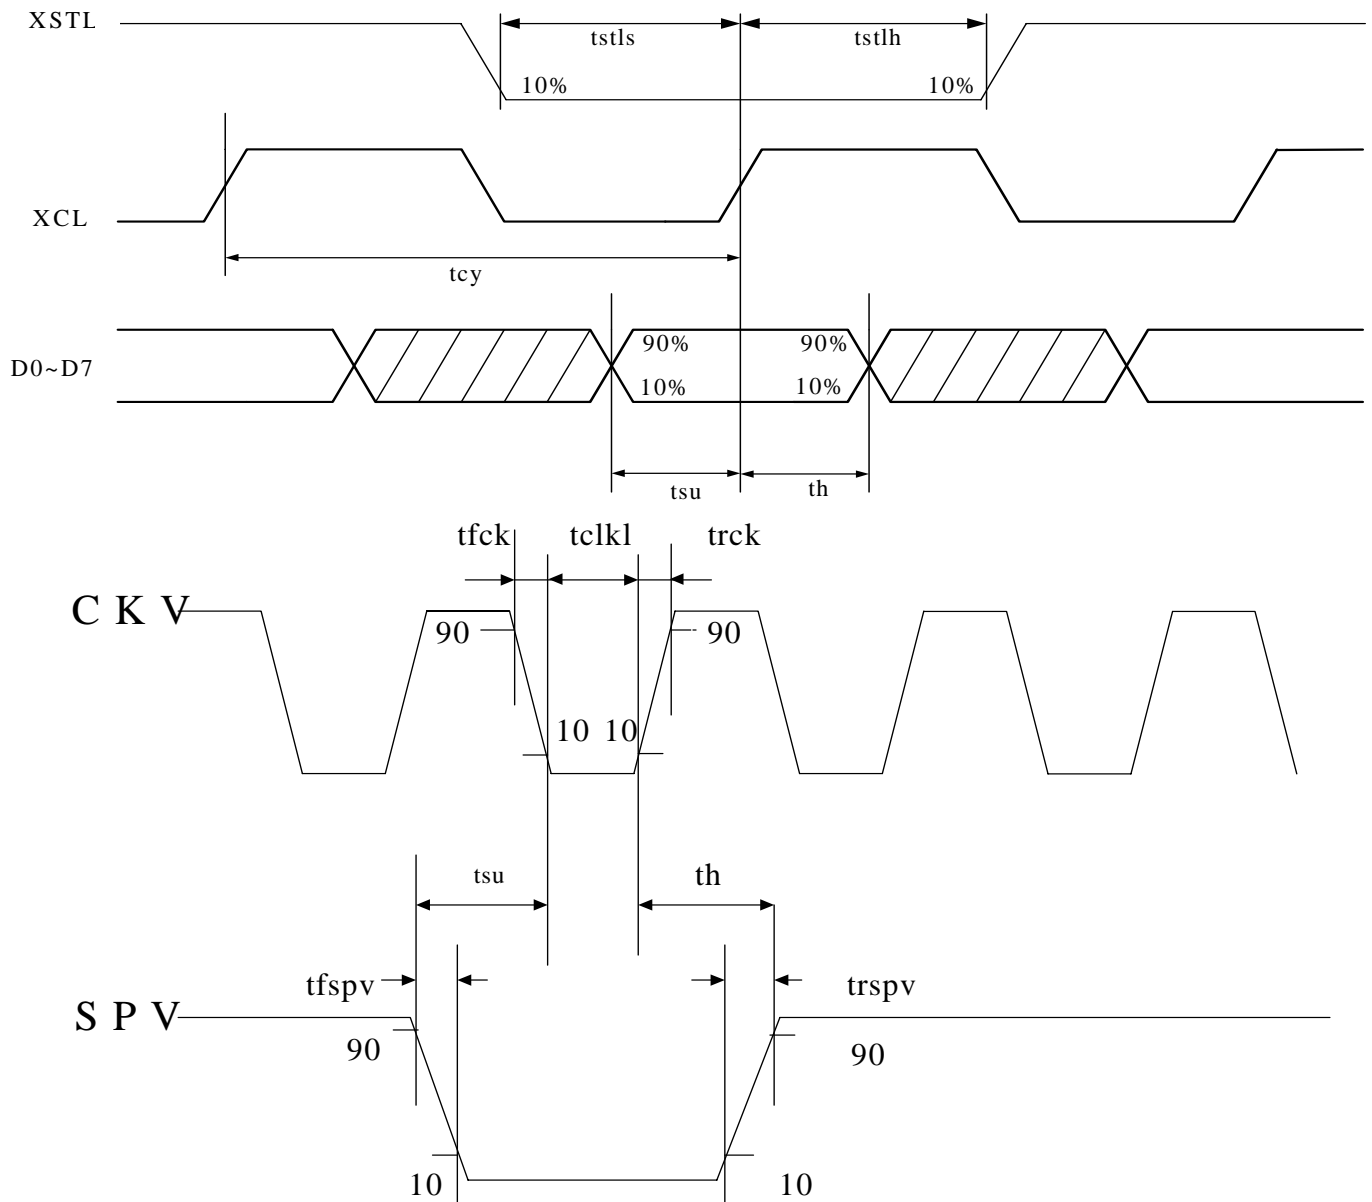 XSTL
tstls
tstlh
10%
10%
XCL
tcy
D0~D7
90%
90%
10%
10%
tsu
th
tfck
tclkl
trck
C K V
90
90
10
10
tsu
th
tfspv
trspv
S P V
90
90
10
10